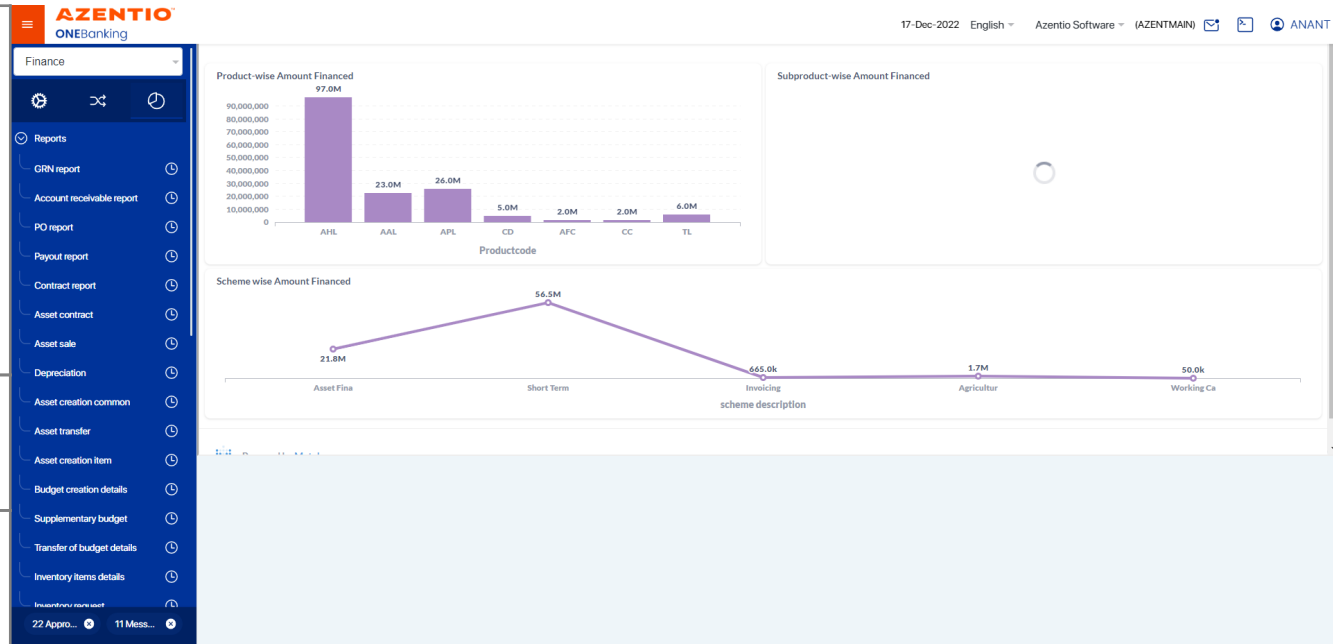 AZENTIO
ONEBanking
17-Dec-2022 English Azentio Software (AZENTMAIN) ANANT
Finance
Reports
GRN report
Account receivable report
PO report
Payout report
Contract report
Asset contract
Asset sale
Depreciation
Asset creation common
Asset transfer
Asset creation item
Budget creation details
Supplementary budget
Transfer of budget details
Inventory items details
Inventory request
22 Appro... 11 Mess...
Product-wise Amount Financed
97.0M
90,000,000
80,000,000
70,000,000
60,000,000
50,000,000
40,000,000
30,000,000
20,000,000
10,000,000
0
23.0M
26.0M
5.0M
2.0M
2.0M
6.0M
AHL AAL APL CD AFC CC TL
Productcode
Subproduct-wise Amount Financed
Scheme wise Amount Financed
56.5M
21.8M
665.0k
1.7M
50.0k
Asset Fina Short Term Invoicing Agricultur Working Ca
scheme description